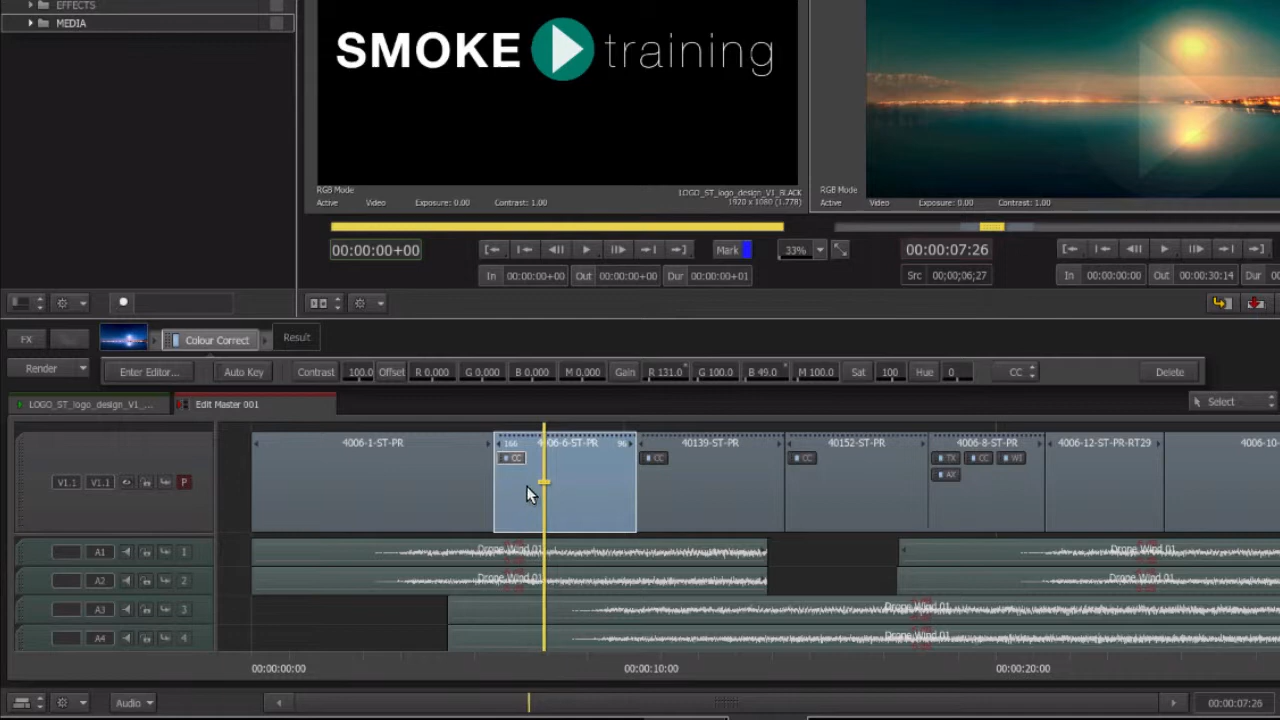 EFFECTS
MEDIA
SMOKE training
RGB Mode
LOGO_ST_logo_design_V1_BLACK
Active Video Exposure: 0.00 Contrast: 1.00
1920 x 1080 (1.778)
RGB Mode
Active Video Exposure: 0.00 Contrast: 1.00
00:00:00+00
Mark
33%
00:00:07:26
In 00:00:00+00 Out 00:00:00+00 Dur 00:00:00+01
Src 00;00;06;27
In 00:00:00:00 Out 00:00:30:14 Dur
FX
Colour Correct
Result
Render
Enter Editor... Auto Key Contrast 100.0 Offset R 0,000 G 0,000 B 0,000 M 0,000 Gain R 131.0 G 100.0 B 49.0 M 100.0 Sat 100 Hue 0 CC Delete
LOGO_ST_logo_design_V1_...
Edit Master 001
Select
4006-1-ST-PR
166
4006-6-ST-PR
96
40139-ST-PR
40152-ST-PR
4006-8-ST-PR
4006-12-ST-PR-RT29
4006-10-
CC
CC
CC
TX CC WI
AX
V1.1 V1.1 P
A1 1
Drone Wind 01
Drone Wind 01
A2 2
Drone Wind 01
Drone Wind 01
A3 3
Drone Wind 01
A4 4
Drone Wind 01
00:00:00:00
00:00:10:00
00:00:20:00
Audio
00:00:07:26